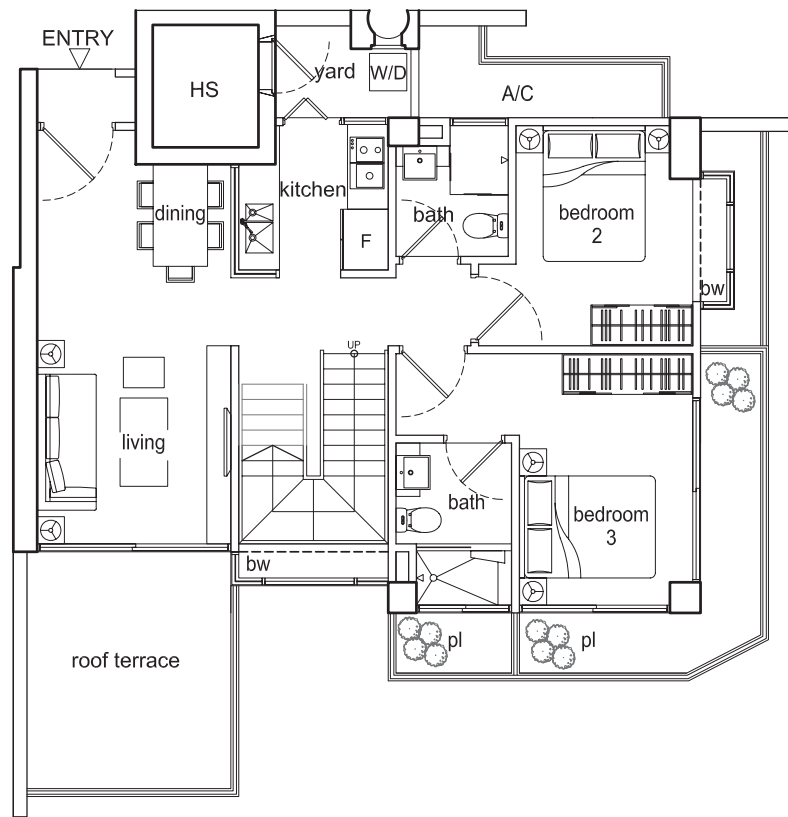 ENTRY
HS
yard
W/D
A/C
kitchen
dining
bath
F
bedroom
2
bw
UP
living
bath
bedroom
3
bw
roof terrace
pl
pl